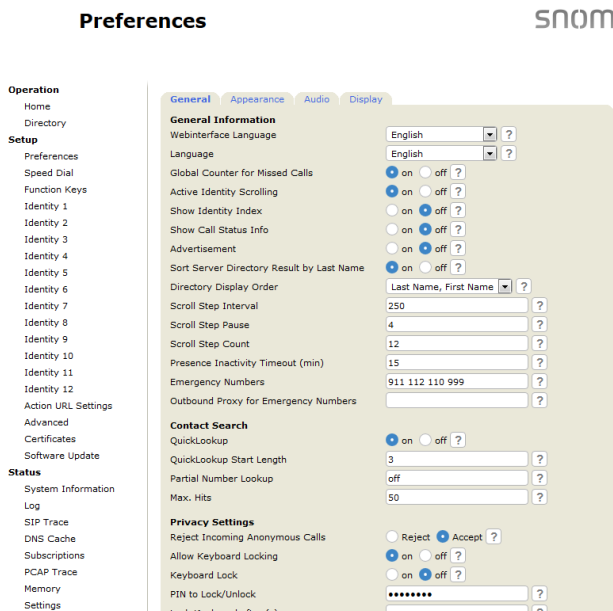 Preferences
snom
Operation
Home
Directory
Setup
Preferences
Speed Dial
Function Keys
Identity 1
Identity 2
Identity 3
Identity 4
Identity 5
Identity 6
Identity 7
Identity 8
Identity 9
Identity 10
Identity 11
Identity 12
Action URL Settings
Advanced
Certificates
Software Update
Status
System Information
Log
SIP Trace
DNS Cache
Subscriptions
PCAP Trace
Memory
Settings
General Appearance Audio Display
General Information
Webinterface Language English ?
Language English ?
Global Counter for Missed Calls on off ?
Active Identity Scrolling on off ?
Show Identity Index on off ?
Show Call Status Info on off ?
Advertisement on off ?
Sort Server Directory Result by Last Name on off ?
Directory Display Order Last Name, First Name ?
Scroll Step Interval 250 ?
Scroll Step Pause 4 ?
Scroll Step Count 12 ?
Presence Inactivity Timeout (min) 15 ?
Emergency Numbers 911 112 110 999 ?
Outbound Proxy for Emergency Numbers ?
Contact Search
QuickLookup on off ?
QuickLookup Start Length 3 ?
Partial Number Lookup off ?
Max. Hits 50 ?
Privacy Settings
Reject Incoming Anonymous Calls Reject Accept ?
Allow Keyboard Locking on off ?
Keyboard Lock on off ?
PIN to Lock/Unlock •••••••• ?